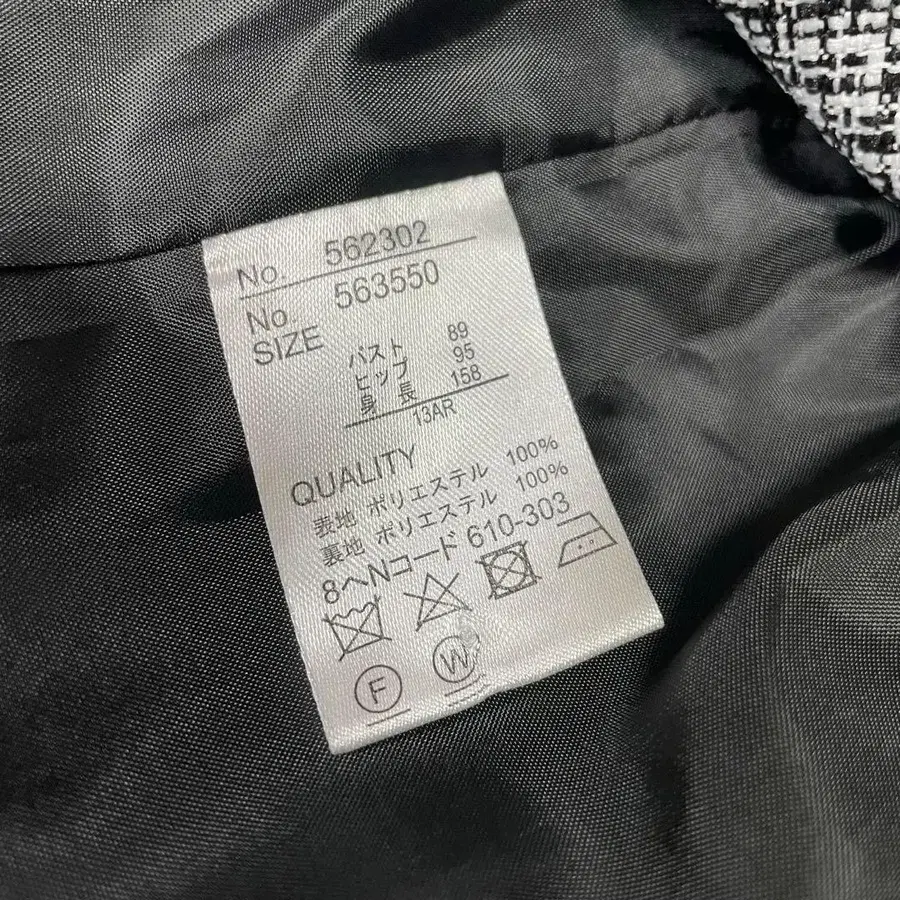 No. 562302
No. 563550
SIZE
バスト 89
ヒップ 95
身長 158
13AR
QUALITY
表地 ポリエステル 100%
裏地 ポリエステル 100%
8ヘNコード 610-303
F W